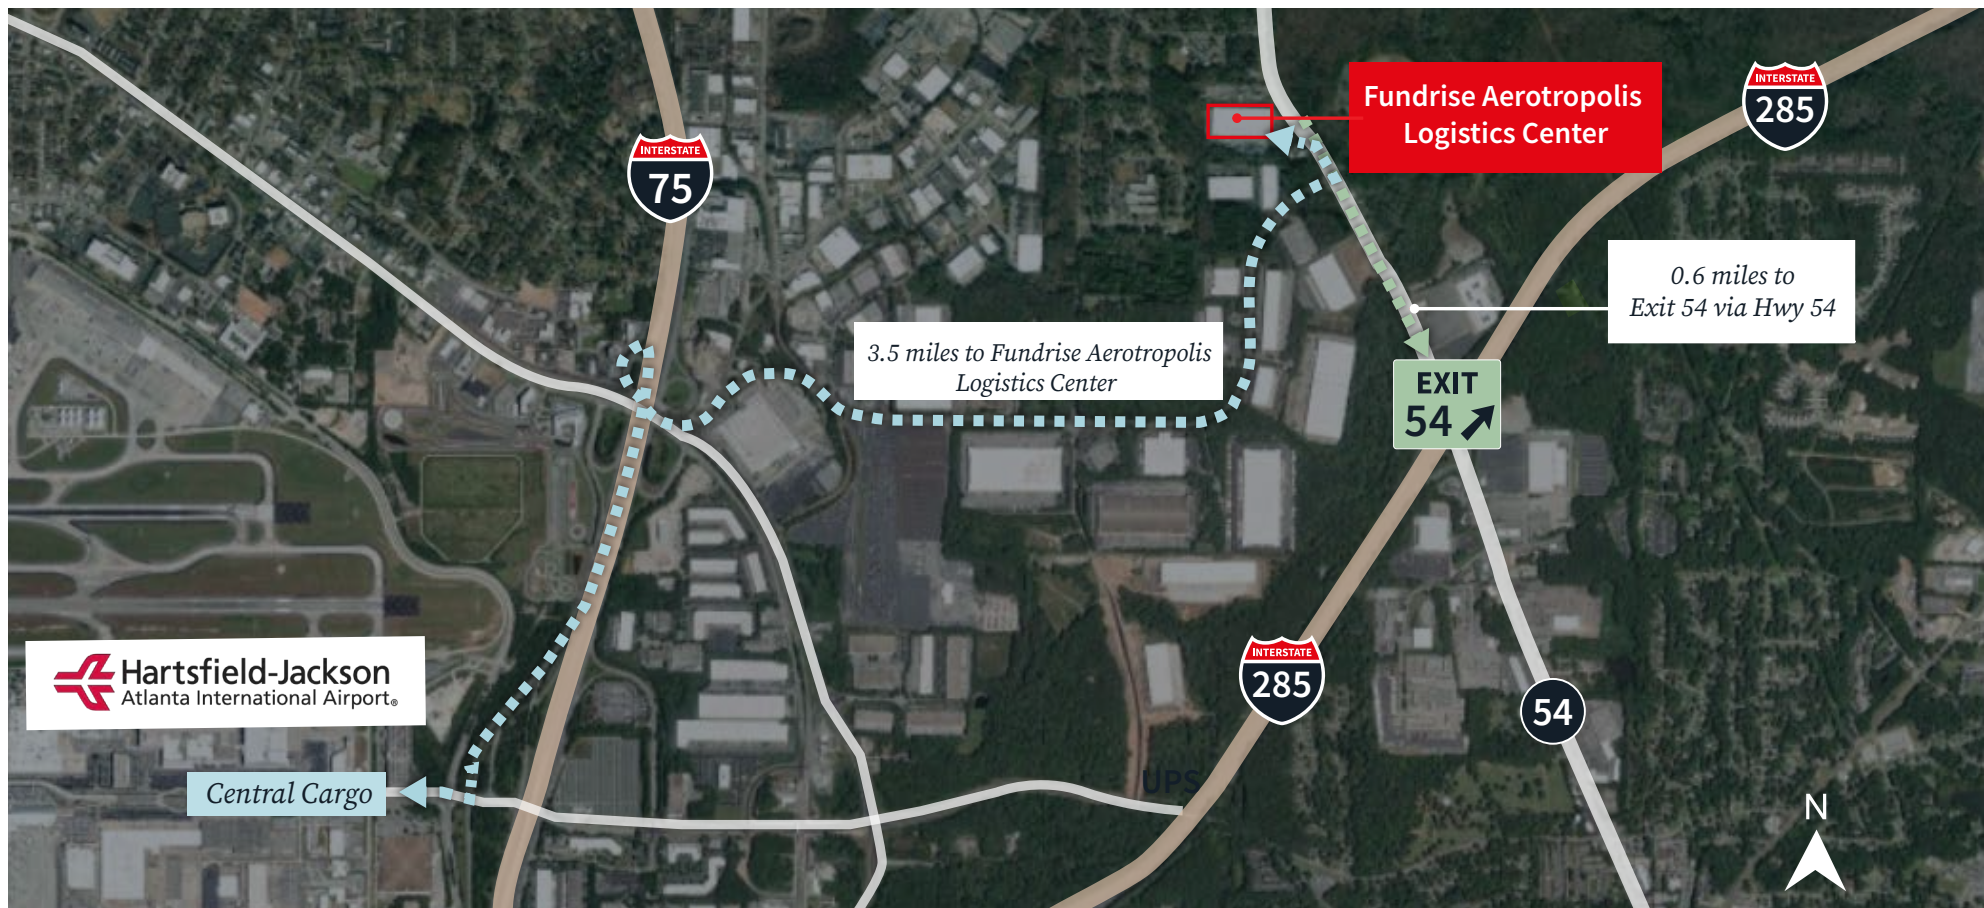 Fundrise Aerotropolis
Logistics Center
INTERSTATE
285
INTERSTATE
75
0.6 miles to
Exit 54 via Hwy 54
3.5 miles to Fundrise Aerotropolis
Logistics Center
EXIT
54
Hartsfield-Jackson
Atlanta International Airport®
INTERSTATE
285
54
UPS
Central Cargo
N